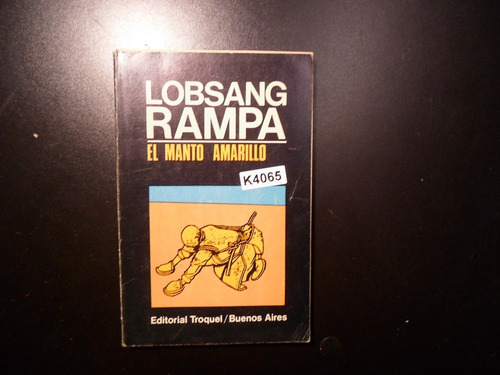 LOBSANG
RAMPA
EL MANTO AMARILLO
K4065
Editorial Troquel/Buenos Aires